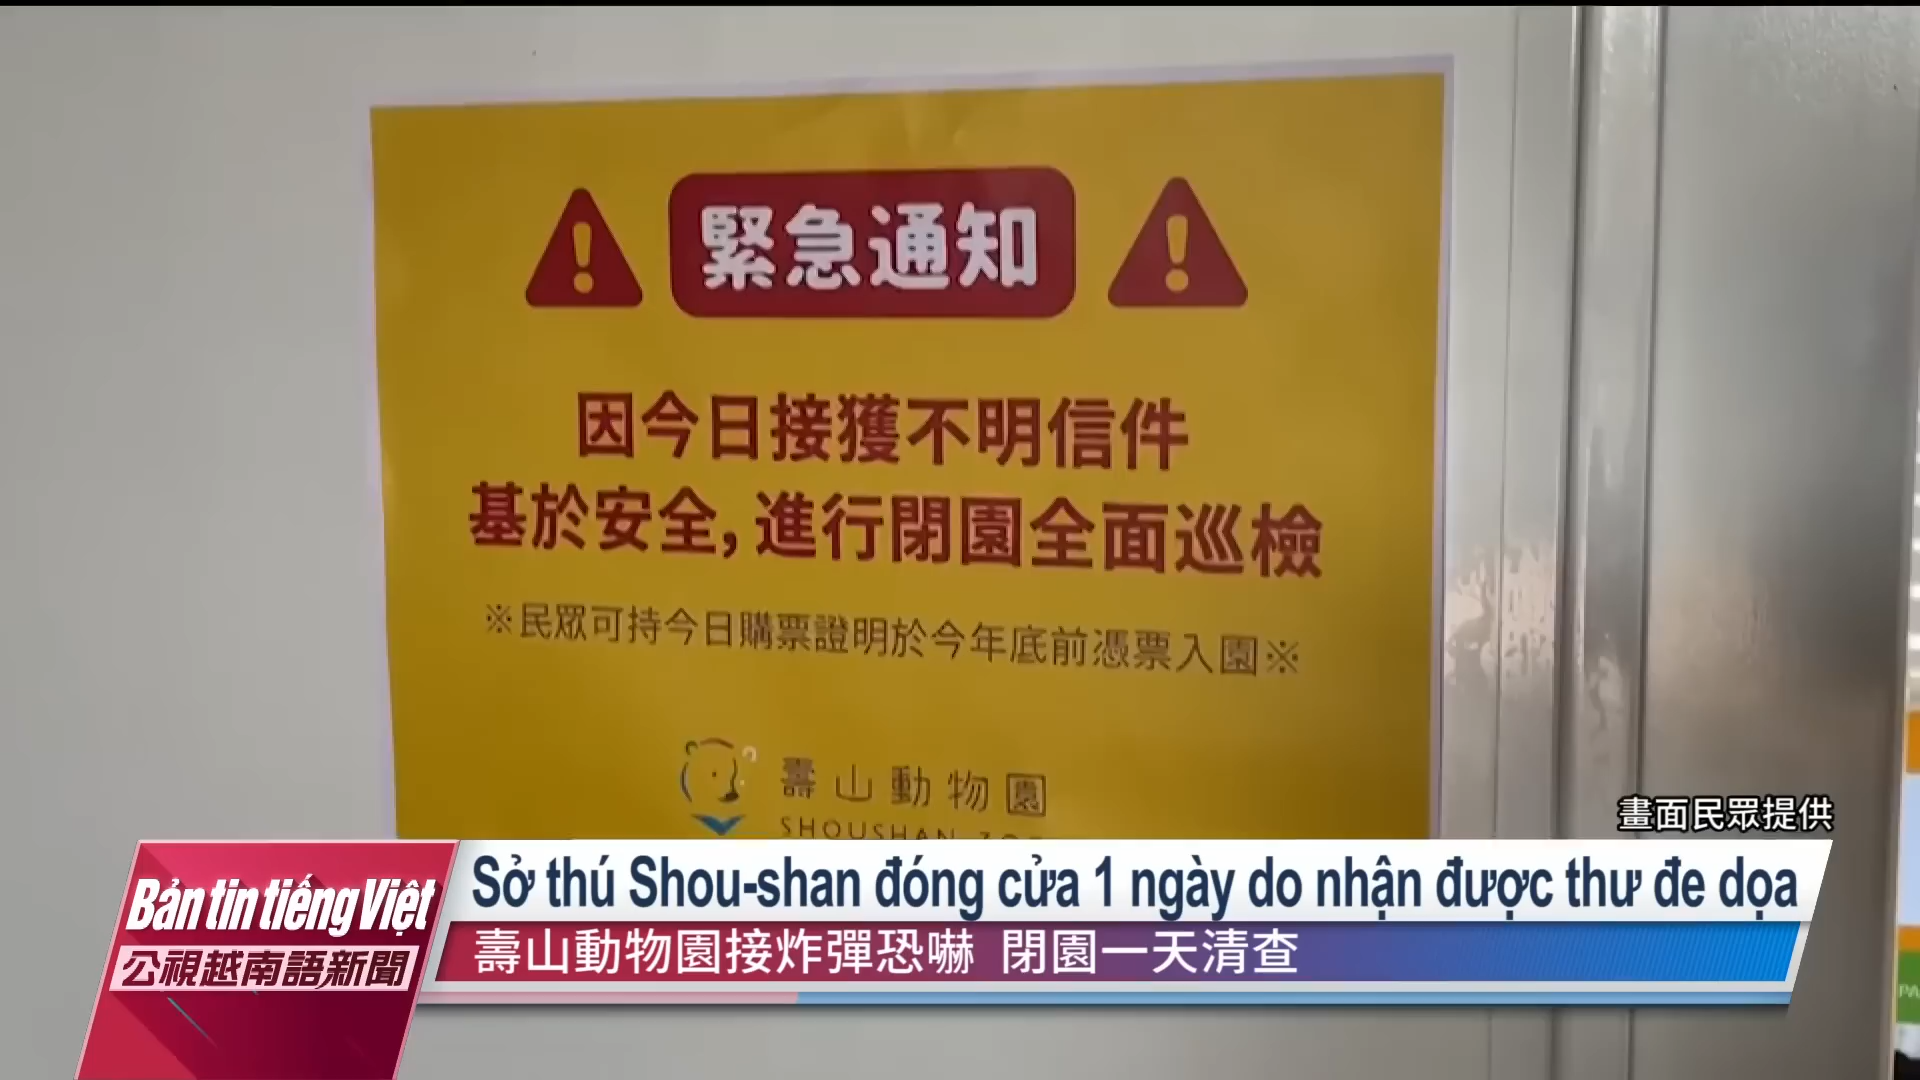 緊急通知
因今日接獲不明信件
基於安全,進行閉園全面巡檢
※民眾可持今日購票證明於今年底前憑票入園※
壽山動物園
SHOUSHAN ZOO
畫面民眾提供
Sở thú Shou-shan đóng cửa 1 ngày do nhận được thư đe dọa
Bản tin tiếng Việt
壽山動物園接炸彈恐嚇 閉園一天清查
公視越南語新聞